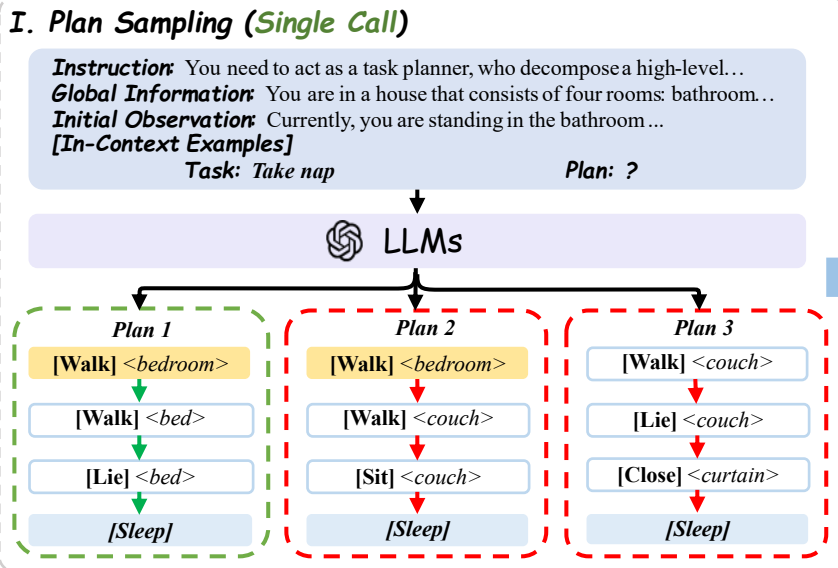 I. Plan Sampling (Single Call)
Instruction: You need to act as a task planner, who decompose a high-level...
Global Information: You are in a house that consists of four rooms: bathroom...
Initial Observation: Currently, you are standing in the bathroom ...
[In-Context Examples]
Task: Take nap Plan: ?
LLMs
Plan 1 Plan 2 Plan 3
[Walk] <bedroom> [Walk] <bedroom> [Walk] <couch>
[Walk] <bed> [Walk] <couch> [Lie] <couch>
[Lie] <bed> [Sit] <couch> [Close] <curtain>
[Sleep] [Sleep] [Sleep]